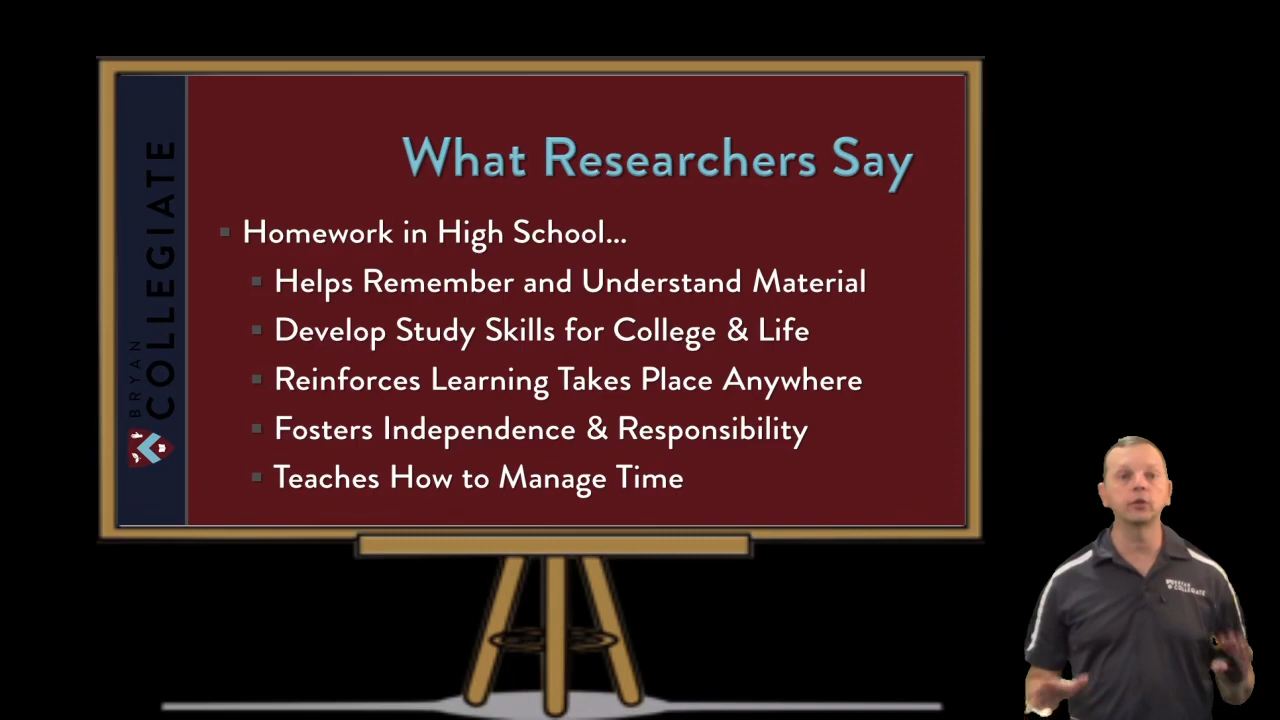 What Researchers Say
Homework in High School...
Helps Remember and Understand Material
Develop Study Skills for College & Life
Reinforces Learning Takes Place Anywhere
Fosters Independence & Responsibility
Teaches How to Manage Time
BRYAN
COLLEGIATE
COLLEGIATE